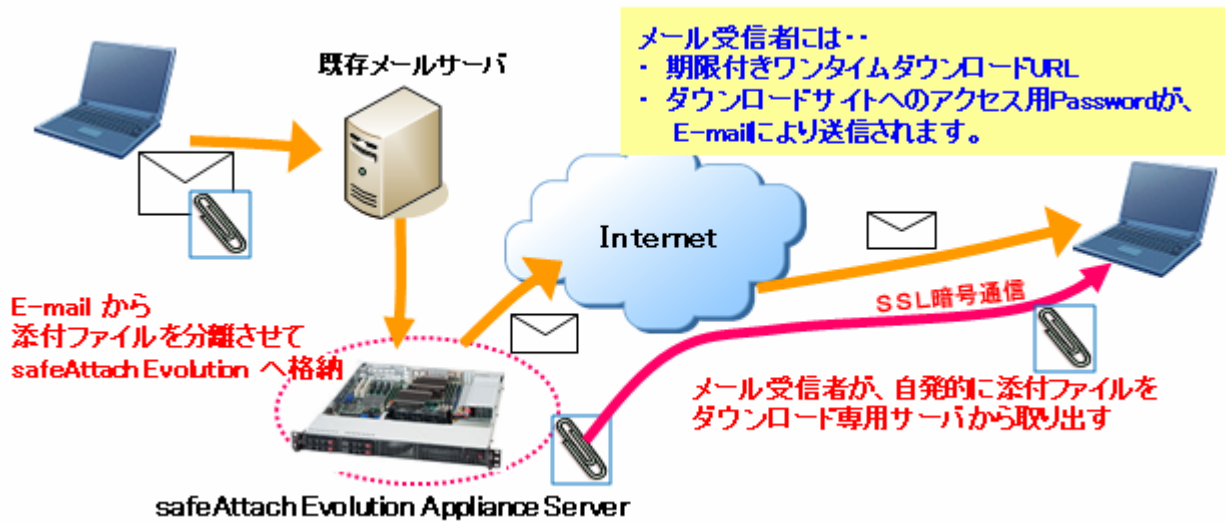 メール受信者には・・
・ 期限付きワンタイムダウンロードURL
・ ダウンロードサイトへのアクセス用Passwordが、
E-mailにより送信されます。
既存メールサーバ
Internet
E-mail から
添付ファイルを分離させて
safeAttach Evolution へ格納
SSL暗号通信
メール受信者が、自発的に添付ファイルを
ダウンロード専用サーバから取り出す
safeAttach Evolution Appliance Server